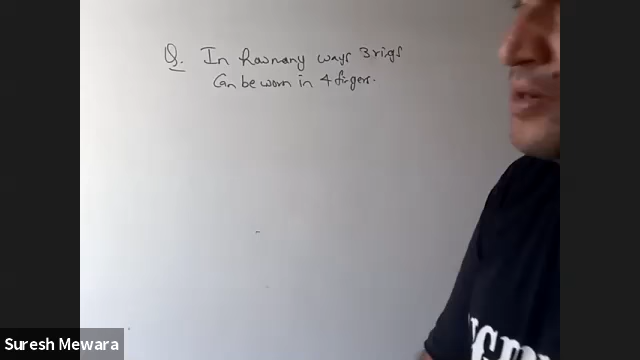 Q. In how many ways 3 rings
Can be worn in 4 fingers.
Suresh Mewara